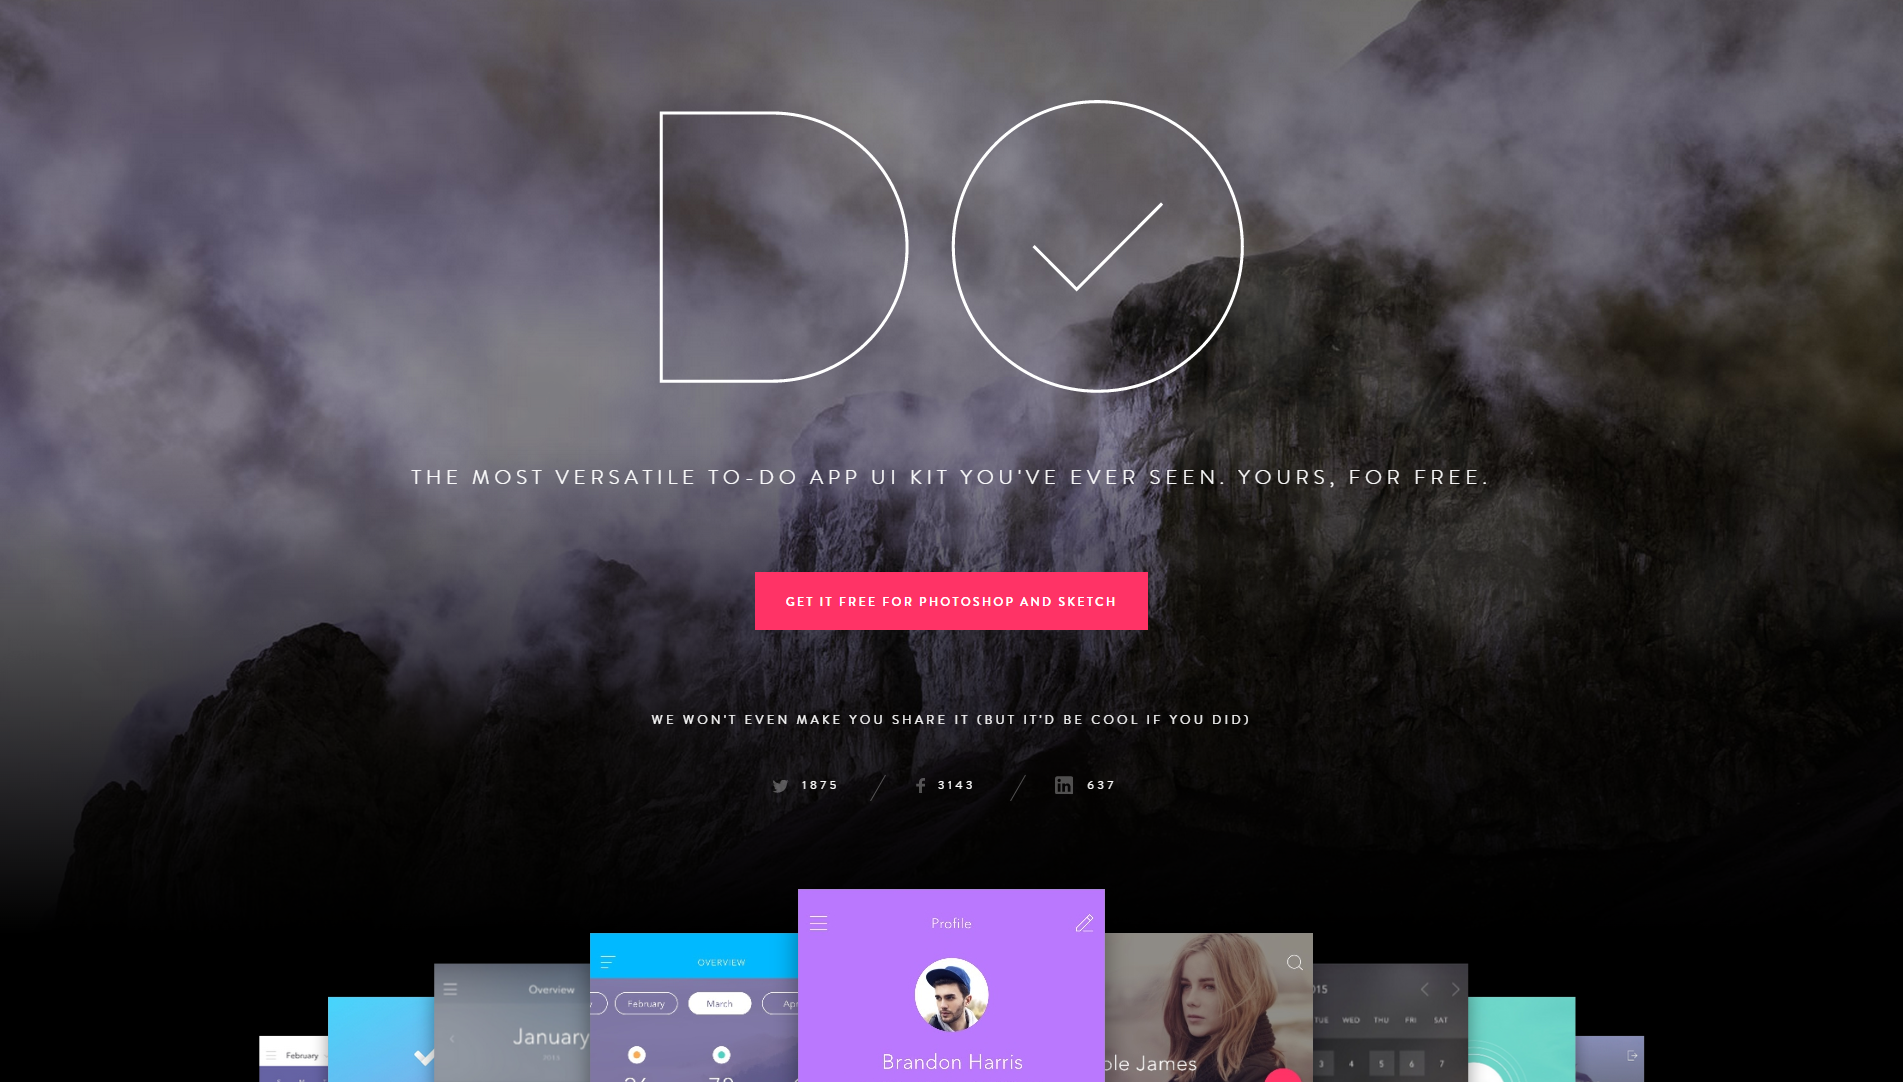 DO
THE MOST VERSATILE TO-DO APP UI KIT YOU'VE EVER SEEN. YOURS, FOR FREE.
GET IT FREE FOR PHOTOSHOP AND SKETCH
WE WON'T EVEN MAKE YOU SHARE IT (BUT IT'D BE COOL IF YOU DID)
1875 3143 637
Profile
OVERVIEW
Overview
February March
January
TUE WED THU FRI SAT
February
Brandon Harris
James
3 4 5 6 7